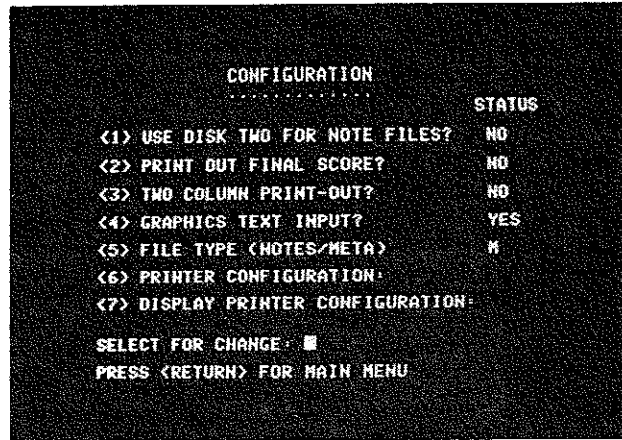 CONFIGURATION
STATUS
<1> USE DISK TWO FOR NOTE FILES? NO
<2> PRINT OUT FINAL SCORE? NO
<3> TWO COLUMN PRINT-OUT? NO
<4> GRAPHICS TEXT INPUT? YES
<5> FILE TYPE (NOTES/META) M
<6> PRINTER CONFIGURATION:
<7> DISPLAY PRINTER CONFIGURATION:
SELECT FOR CHANGE:
PRESS <RETURN> FOR MAIN MENU